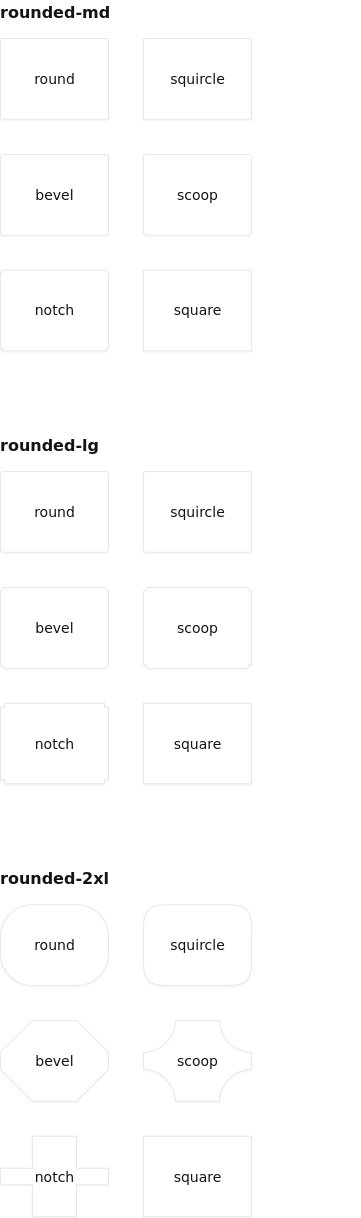 rounded-md
round
squircle
bevel
scoop
notch
square
rounded-lg
round
squircle
bevel
scoop
notch
square
rounded-2xl
round
squircle
bevel
scoop
notch
square